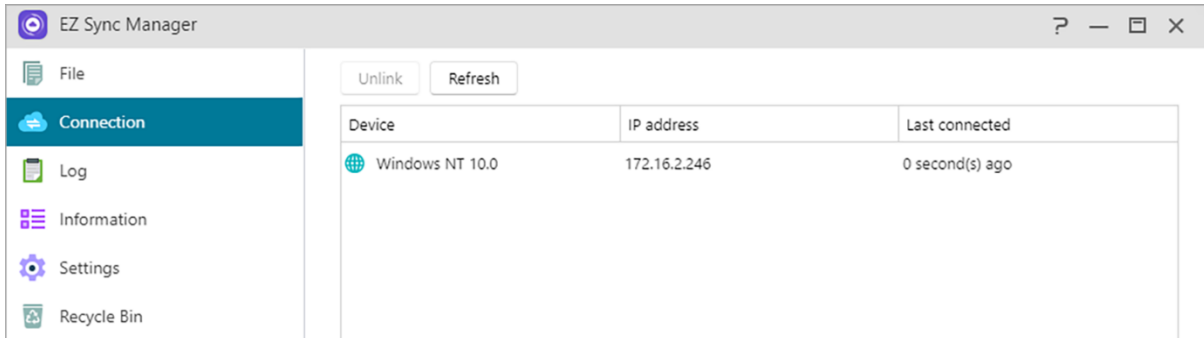 EZ Sync Manager
File
Connection
Log
Information
Settings
Recycle Bin
Unlink Refresh
Device IP address Last connected
Windows NT 10.0 172.16.2.246 0 second(s) ago